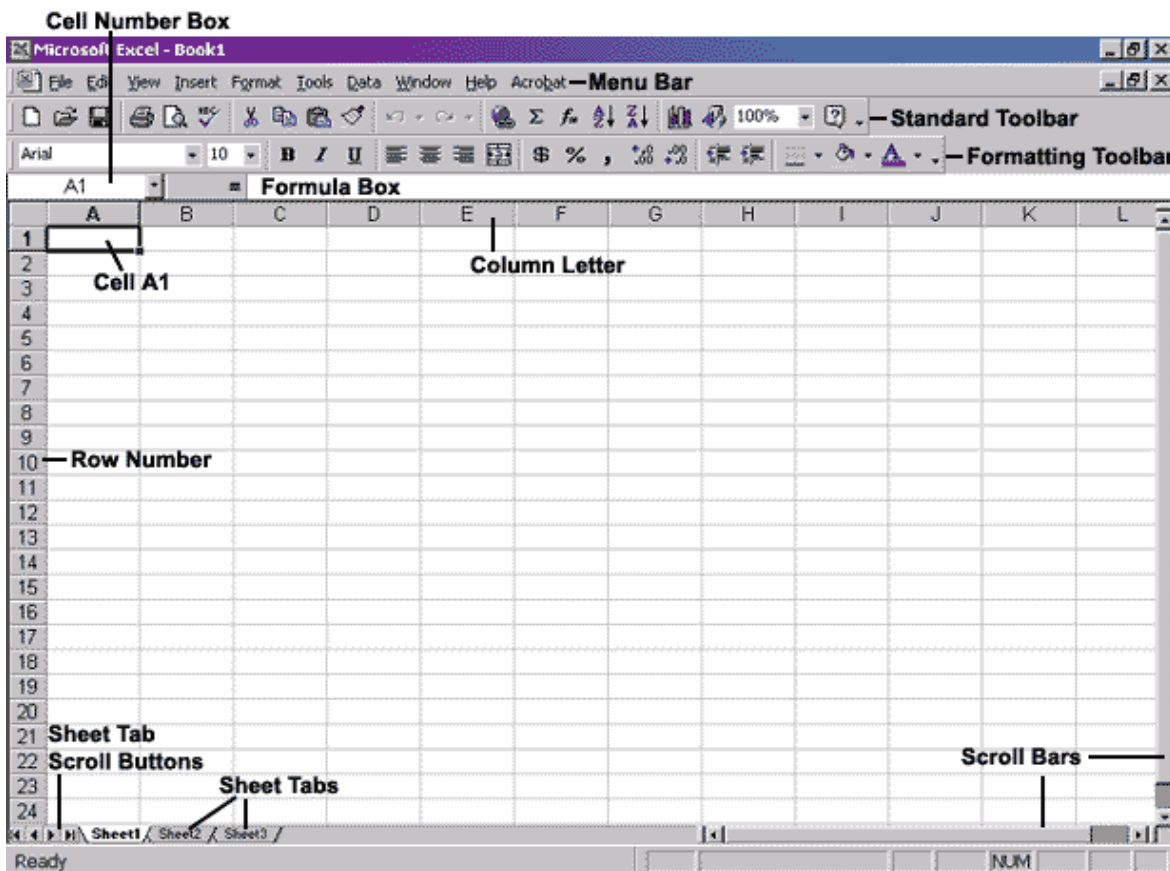 Cell Number Box
Microsoft Excel - Book1
File Edit View Insert Format Tools Data Window Help Acrobat Menu Bar
100% Standard Toolbar
Arial 10 B I U $ % , Formatting Toolbar
A1 = Formula Box
A B C D E F G H I J K L
1
2 Column Letter
3 Cell A1
4
5
6
7
8
9
10 Row Number
11
12
13
14
15
16
17
18
19
20
21 Sheet Tab
22 Scroll Buttons Scroll Bars
23 Sheet Tabs
24
Sheet1 Sheet2 Sheet3
Ready NUM